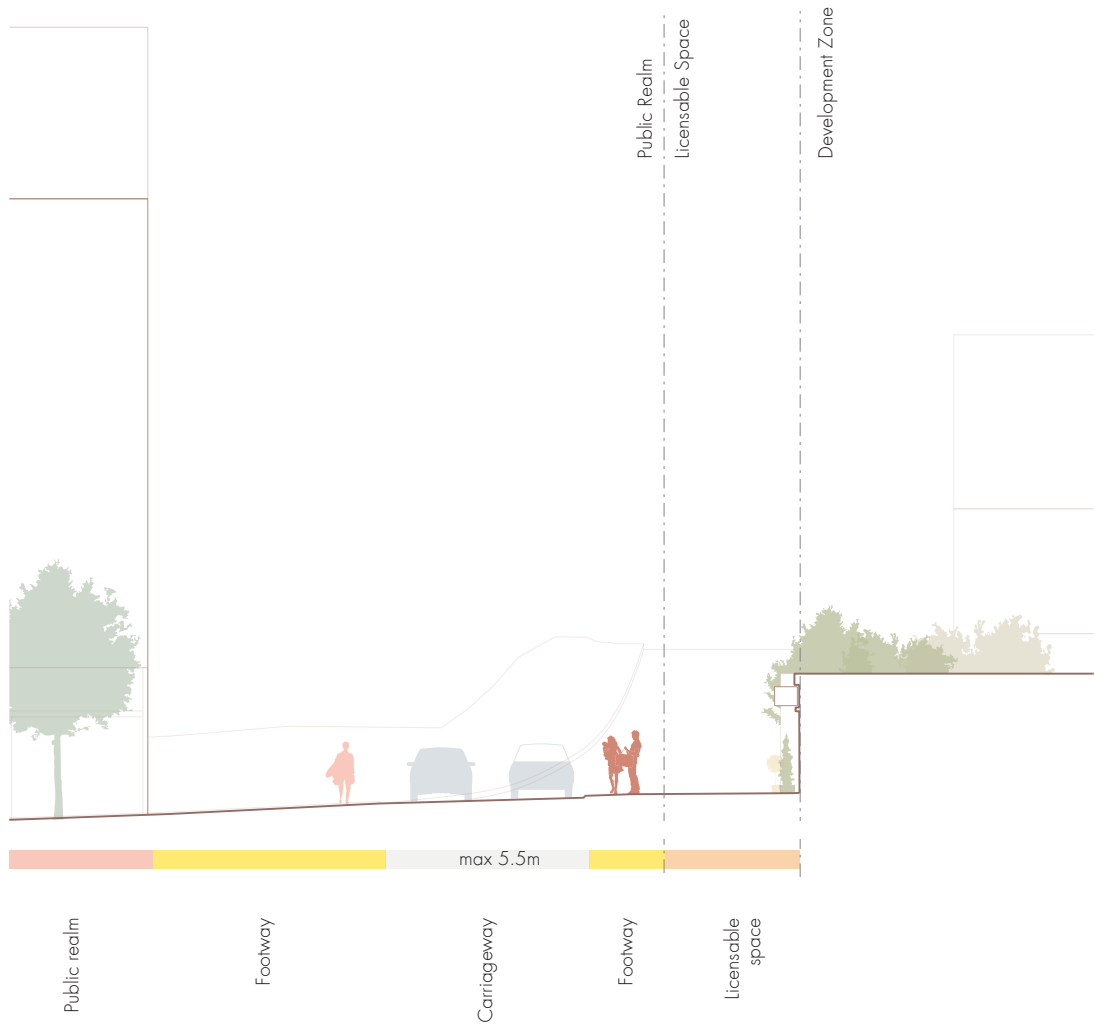 Public Realm
Licensable Space
Development Zone
max 5.5m
Public realm
Footway
Carriageway
Footway
Licensable
space